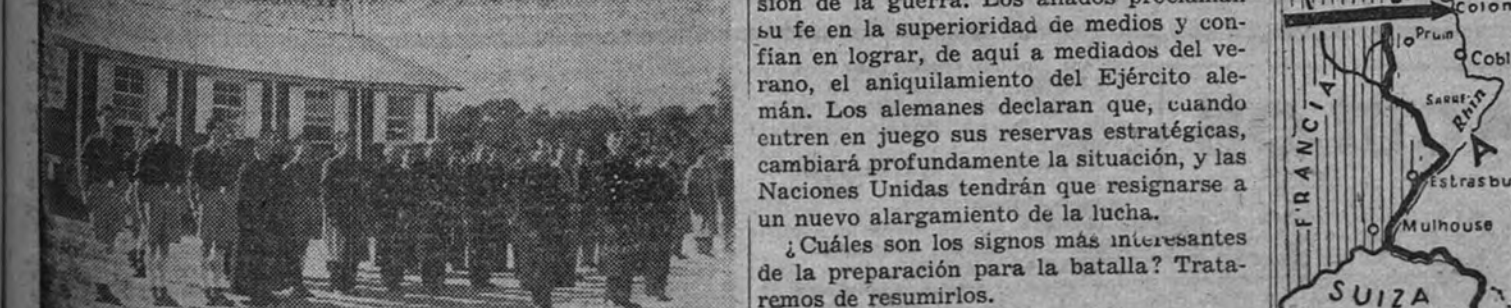 sión de la guerra. Los aliados proclaman
su fe en la superioridad de medios y con-
fían en lograr, de aquí a mediados del ve-
rano, el aniquilamiento del Ejército ale-
mán. Los alemanes declaran que, cuando
entren en juego sus reservas estratégicas,
cambiará profundamente la situación, y las
Naciones Unidas tendrán que resignarse a
un nuevo alargamiento de la lucha.
¿Cuáles son los signos más interesantes
de la preparación para la batalla? Trata-
remos de resumirlos.
Colon
Prum
Cobl
Rhin
FRANCIA
A
Estrasbu
Mulhouse
SUIZA